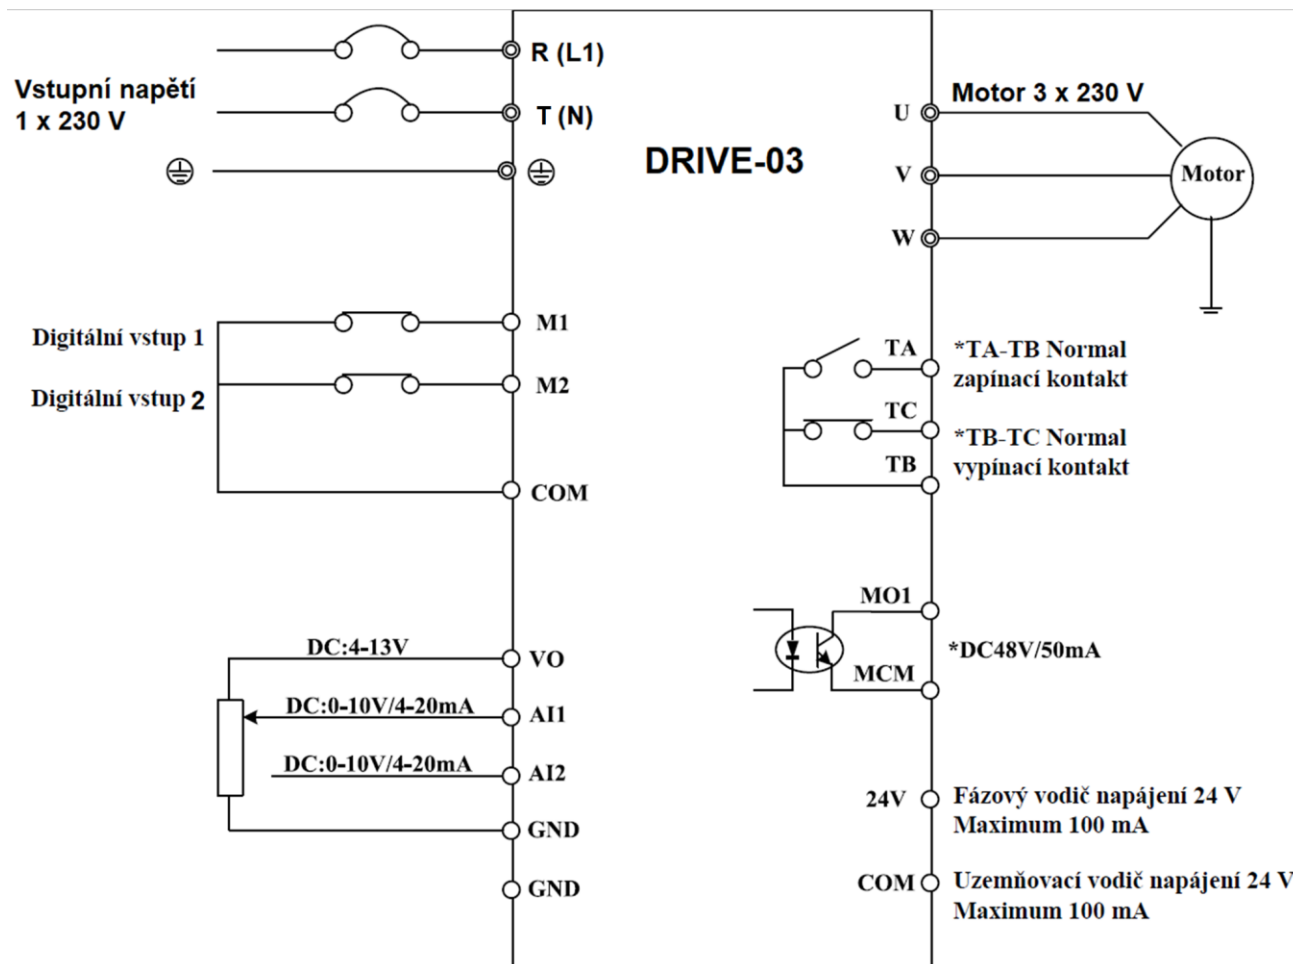 R (L1)
Vstupní napětí
1 x 230 V
T (N)
DRIVE-03
Motor 3 x 230 V
U
V
W
Motor
Digitální vstup 1
M1
Digitální vstup 2
M2
COM
TA
*TA-TB Normal
zapínací kontakt
TC
*TB-TC Normal
vypínací kontakt
TB
MO1
*DC48V/50mA
MCM
DC:4-13V
VO
DC:0-10V/4-20mA
AI1
DC:0-10V/4-20mA
AI2
GND
GND
24V
Fázový vodič napájení 24 V
Maximum 100 mA
COM
Uzemňovací vodič napájení 24 V
Maximum 100 mA